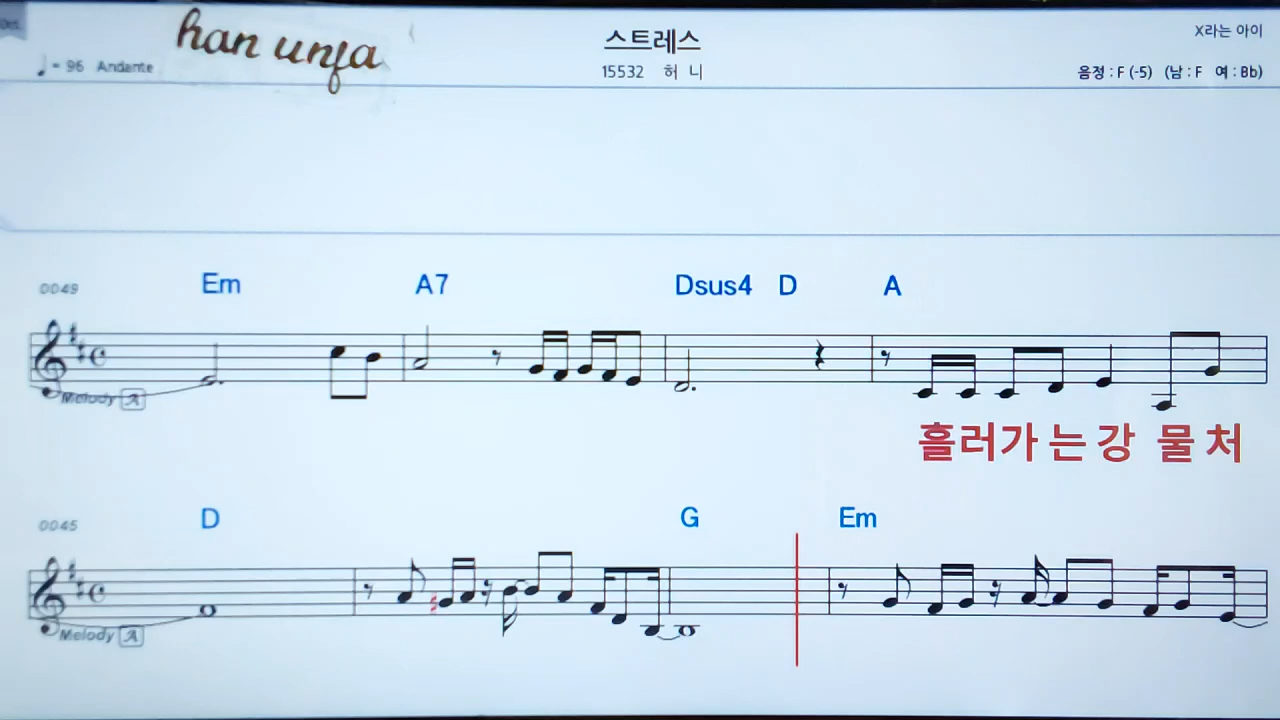 han unfa
스트레스
X라는 아이
♩= 96 Andante
15532 허 니
음정 : F (-5) (남 : F 여 : Bb)
0049
Em A7 Dsus4 D A
Melody A
흘러가 는 강 물 처
0045
D G Em
Melody A